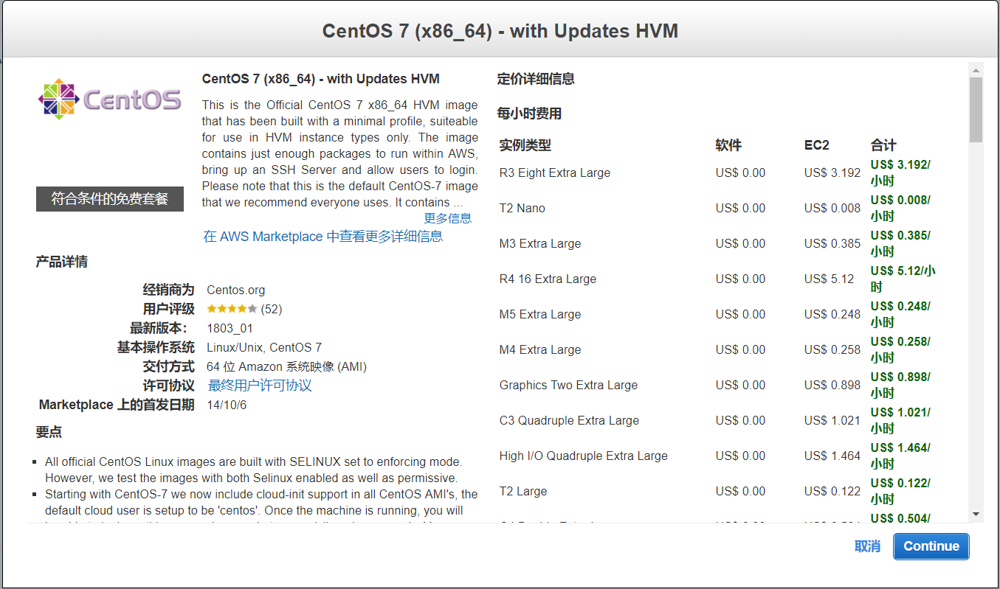 CentOS 7 (x86_64) - with Updates HVM
CentOS
符合条件的免费套餐
CentOS 7 (x86_64) - with Updates HVM
This is the Official CentOS 7 x86_64 HVM image
that has been built with a minimal profile, suiteable
for use in HVM instance types only. The image
contains just enough packages to run within AWS,
bring up an SSH Server and allow users to login.
Please note that this is the default CentOS-7 image
that we recommend everyone uses. It contains ...
更多信息
在 AWS Marketplace 中查看更多详细信息
产品详情
经销商为 Centos.org
用户评级 (52)
最新版本： 1803_01
基本操作系统 Linux/Unix, CentOS 7
交付方式 64 位 Amazon 系统映像 (AMI)
许可协议 最终用户许可协议
Marketplace 上的首发日期 14/10/6
要点
All official CentOS Linux images are built with SELINUX set to enforcing mode.
However, we test the images with both Selinux enabled as well as permissive.
Starting with CentOS-7 we now include cloud-init support in all CentOS AMI's, the
default cloud user is setup to be 'centos'. Once the machine is running, you will
定价详细信息
每小时费用
实例类型 软件 EC2 合计
R3 Eight Extra Large US$ 0.00 US$ 3.192 US$ 3.192/
小时
T2 Nano US$ 0.00 US$ 0.008 US$ 0.008/
小时
M3 Extra Large US$ 0.00 US$ 0.385 US$ 0.385/
小时
R4 16 Extra Large US$ 0.00 US$ 5.12 US$ 5.12/小
时
M5 Extra Large US$ 0.00 US$ 0.248 US$ 0.248/
小时
M4 Extra Large US$ 0.00 US$ 0.258 US$ 0.258/
小时
Graphics Two Extra Large US$ 0.00 US$ 0.898 US$ 0.898/
小时
C3 Quadruple Extra Large US$ 0.00 US$ 1.021 US$ 1.021/
小时
High I/O Quadruple Extra Large US$ 0.00 US$ 1.464 US$ 1.464/
小时
T2 Large US$ 0.00 US$ 0.122 US$ 0.122/
小时
US$ 0.504/
取消
Continue